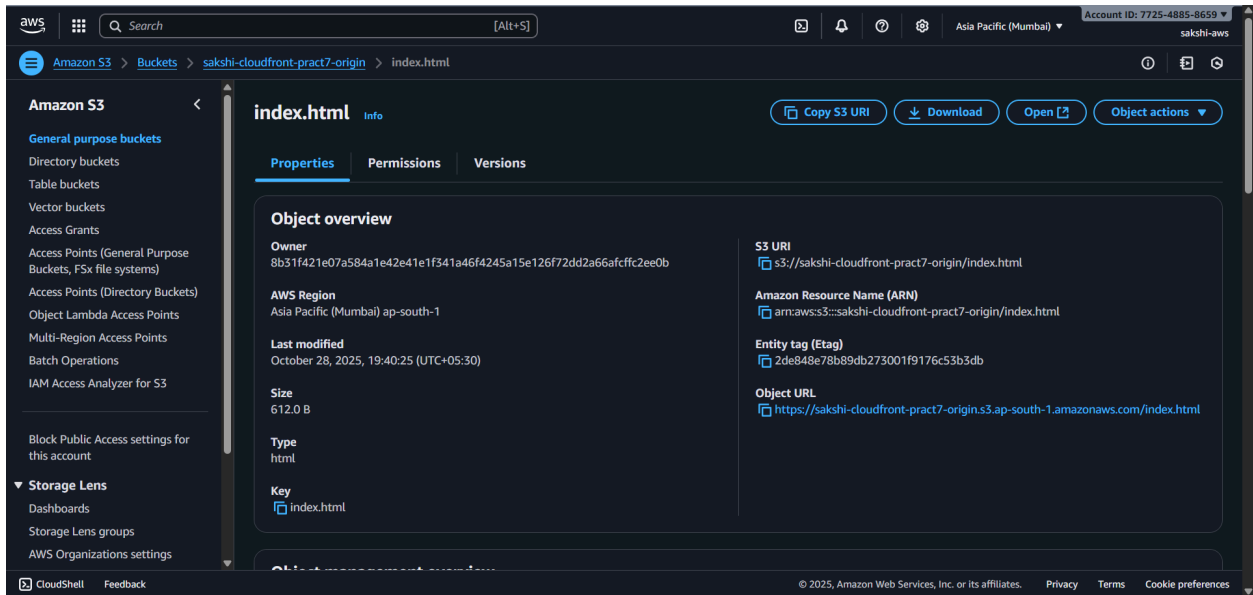 aws
Search [Alt+S]
Asia Pacific (Mumbai) ▼
Account ID: 7725-4885-8659 ▼
sakshi-aws
Amazon S3 > Buckets > sakshi-cloudfront-pract7-origin > index.html
Amazon S3
General purpose buckets
Directory buckets
Table buckets
Vector buckets
Access Grants
Access Points (General Purpose
Buckets, FSx file systems)
Access Points (Directory Buckets)
Object Lambda Access Points
Multi-Region Access Points
Batch Operations
IAM Access Analyzer for S3
Block Public Access settings for
this account
▼ Storage Lens
Dashboards
Storage Lens groups
AWS Organizations settings
index.html Info
Copy S3 URI
Download
Open
Object actions ▼
Properties
Permissions
Versions
Object overview
Owner
8b31f421e07a584a1e42e41e1f341a46f4245a15e126f72dd2a66afcffc2ee0b
AWS Region
Asia Pacific (Mumbai) ap-south-1
Last modified
October 28, 2025, 19:40:25 (UTC+05:30)
Size
612.0 B
Type
html
Key
index.html
S3 URI
s3://sakshi-cloudfront-pract7-origin/index.html
Amazon Resource Name (ARN)
arn:aws:s3:::sakshi-cloudfront-pract7-origin/index.html
Entity tag (Etag)
2de848e78b89db273001f9176c53b3db
Object URL
https://sakshi-cloudfront-pract7-origin.s3.ap-south-1.amazonaws.com/index.html
Object management overview
CloudShell
Feedback
© 2025, Amazon Web Services, Inc. or its affiliates.
Privacy
Terms
Cookie preferences